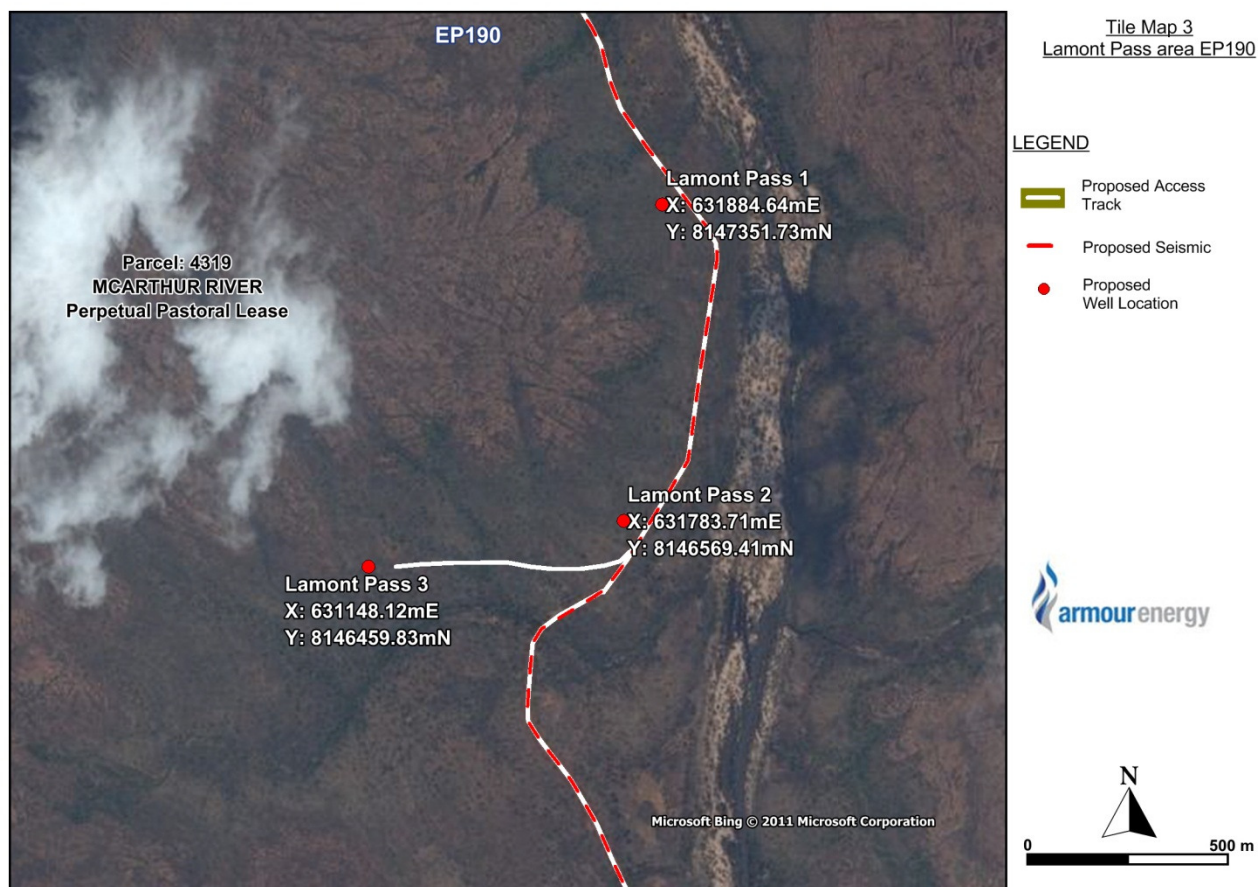 EP190
Tile Map 3
Lamont Pass area EP190
LEGEND
Proposed Access
Track
Proposed Seismic
Proposed
Well Location
Lamont Pass 1
X: 631884.64mE
Y: 8147351.73mN
Parcel: 4319
MCARTHUR RIVER
Perpetual Pastoral Lease
Lamont Pass 2
X: 631783.71mE
Y: 8146569.41mN
Lamont Pass 3
X: 631148.12mE
Y: 8146459.83mN
armourenergy
Microsoft Bing © 2011 Microsoft Corporation
N
0 500 m